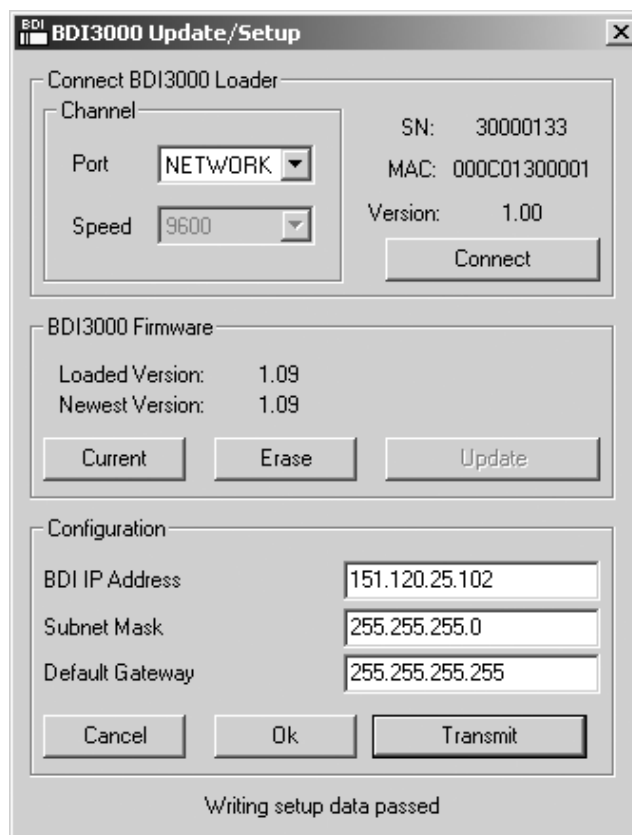 BDI BDI3000 Update/Setup
Connect BDI3000 Loader
Channel
Port NETWORK
Speed 9600
SN: 30000133
MAC: 000C01300001
Version: 1.00
Connect
BDI3000 Firmware
Loaded Version: 1.09
Newest Version: 1.09
Current Erase Update
Configuration
BDI IP Address 151.120.25.102
Subnet Mask 255.255.255.0
Default Gateway 255.255.255.255
Cancel Ok Transmit
Writing setup data passed